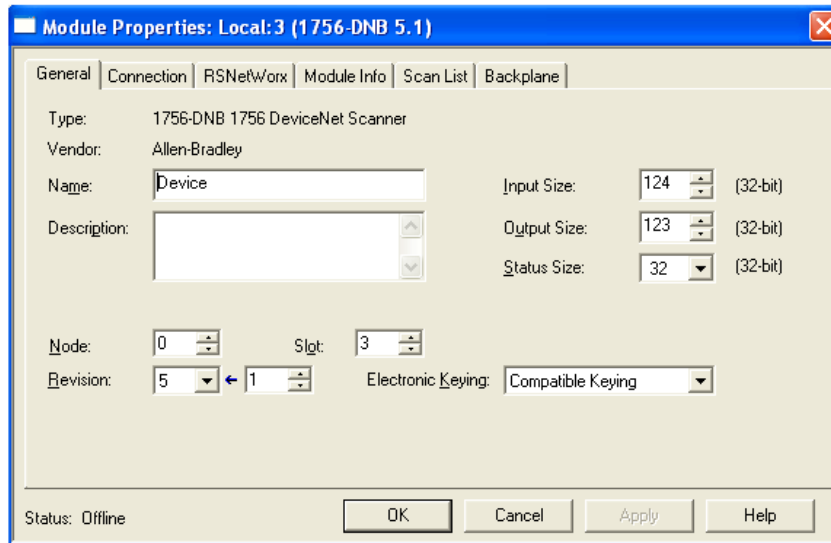 Module Properties: Local:3 (1756-DNB 5.1)
General Connection RSNetWorx Module Info Scan List Backplane
Type: 1756-DNB 1756 DeviceNet Scanner
Vendor: Allen-Bradley
Name: Device Input Size: 124 (32-bit)
Description: Output Size: 123 (32-bit)
Status Size: 32 (32-bit)
Node: 0 Slot: 3
Revision: 5 1 Electronic Keying: Compatible Keying
Status: Offline OK Cancel Apply Help